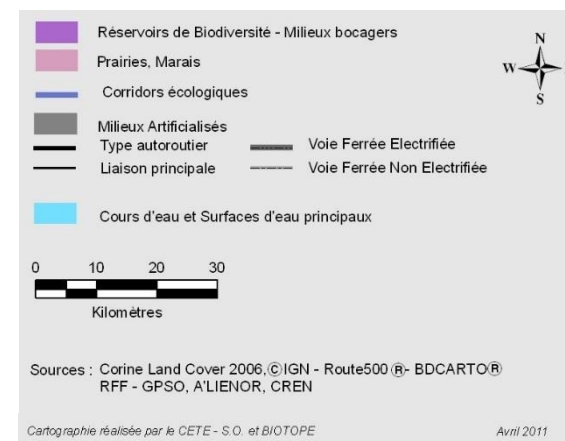 Réservoirs de Biodiversité - Milieux bocagers
N
Prairies, Marais
W
S
Corridors écologiques
Milieux Artificialisés
Type autoroutier
Voie Ferrée Electrifiée
Liaison principale
Voie Ferrée Non Electrifiée
Cours d'eau et Surfaces d'eau principaux
0 10 20 30
Kilomètres
Sources : Corine Land Cover 2006,©IGN - Route500 ®- BDCARTO®
RFF - GPSO, A'LIENOR, CREN
Cartographie réalisée par le CETE - S.O. et BIOTOPE
Avril 2011